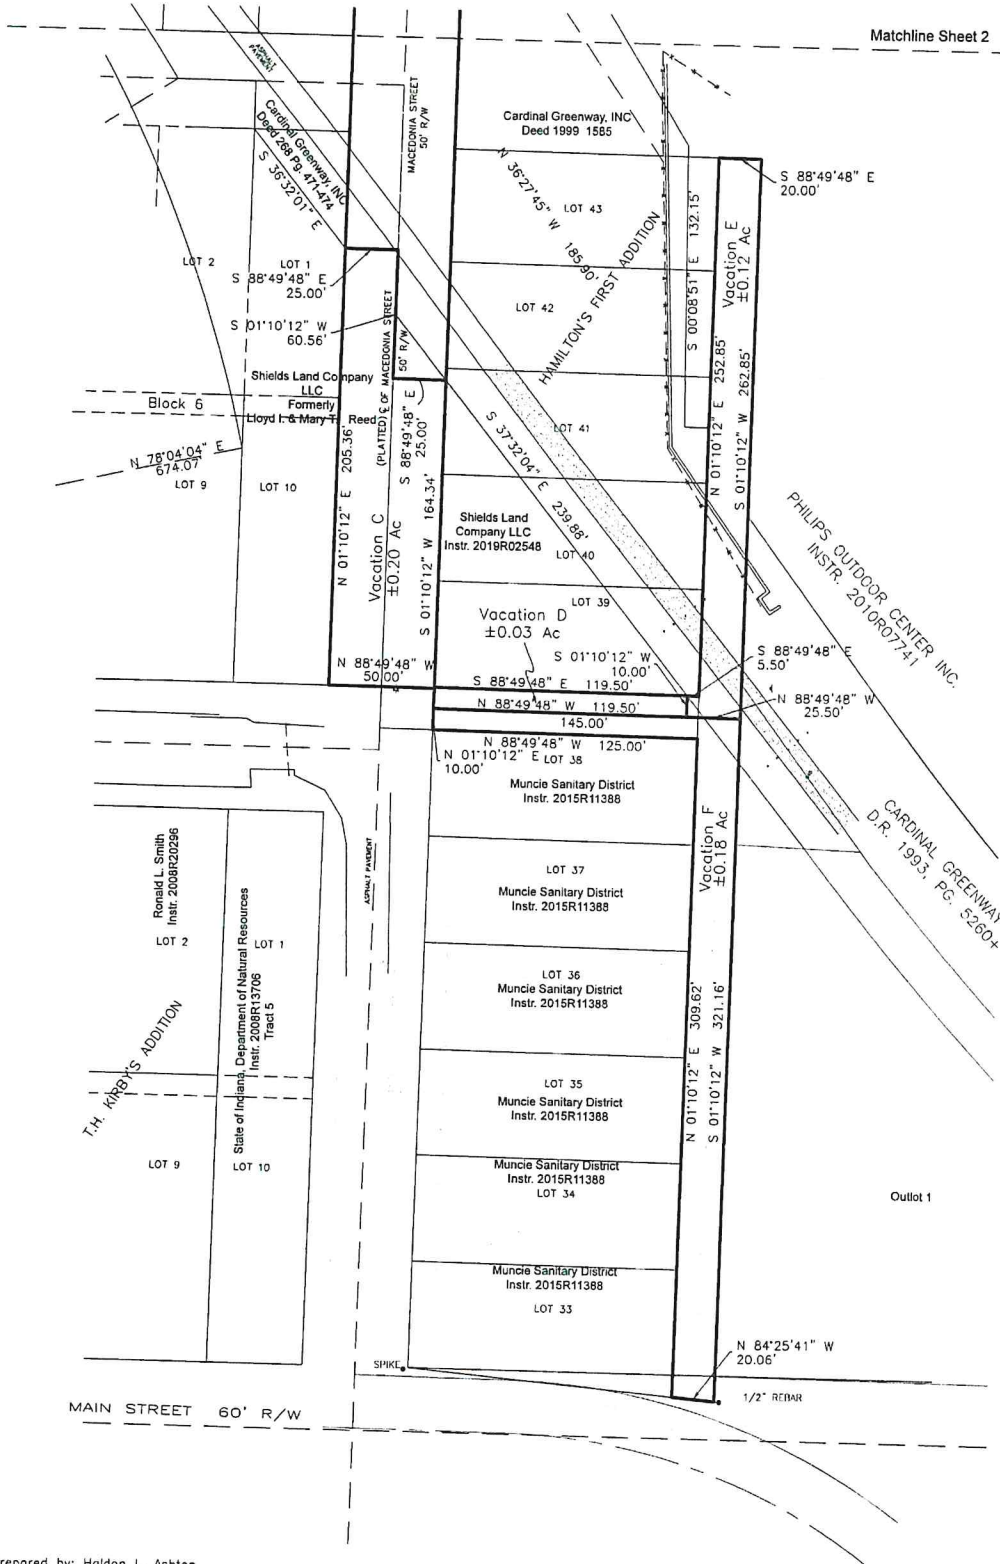 Matchline Sheet 2
ASPHALT
PAVEMENT
MACEDONIA STREET
50' R/W
Cardinal Greenway, INC
Deed 1999 1585
Cardinal Greenway, INC
Deed 268 Pg. 471-474
S 36°32'01" E
N 36°27'45" W 185.90'
S 88°49'48" E
20.00'
LOT 43
S 00°08'51" E 132.15'
Vacation E
±0.12 Ac
HAMILTON'S FIRST ADDITION
LOT 2
LOT 1
S 88°49'48" E
25.00'
LOT 42
S 01°10'12" W
60.56'
(PLATTED) ℄ OF MACEDONIA STREET
50' R/W
Shields Land Company
LLC
Formerly
Lloyd I. & Mary T. Reed
Block 6
N 01°10'12" E 252.85'
S 01°10'12" W 262.85'
S 88°49'48" E
25.00'
LOT 41
N 78°04'04" E
674.07
LOT 9
LOT 10
N 01°10'12" E 205.36'
Vacation C
±0.20 Ac
S 01°10'12" W 164.34'
S 37°32'04" E 239.88'
Shields Land
Company LLC
Instr. 2019R02548
LOT 40
PHILIPS OUTDOOR CENTER INC.
INSTR. 2010R07741
LOT 39
Vacation D
±0.03 Ac
S 01°10'12" W
10.00'
S 88°49'48" E
5.50'
N 88°49'48" W
50.00'
S 88°49'48" E 119.50'
N 88°49'48" W 119.50'
N 88°49'48" W
25.50'
145.00'
N 88°49'48" W 125.00'
N 01°10'12" E
10.00'
LOT 38
Muncie Sanitary District
Instr. 2015R11388
Vacation F
±0.18 Ac
CARDINAL GREENWAY
D.R. 1993, PG. 5260+
Ronald L. Smith
Instr. 2008R20296
ASPHALT PAVEMENT
LOT 37
Muncie Sanitary District
Instr. 2015R11388
LOT 2
LOT 1
State of Indiana, Department of Natural Resources
Instr. 2008R13706
Tract 5
LOT 36
Muncie Sanitary District
Instr. 2015R11388
N 01°10'12" E 309.62'
S 01°10'12" W 321.16'
T.H. KIRBY'S ADDITION
LOT 35
Muncie Sanitary District
Instr. 2015R11388
LOT 9
LOT 10
Muncie Sanitary District
Instr. 2015R11388
LOT 34
Outlot 1
Muncie Sanitary District
Instr. 2015R11388
LOT 33
N 84°25'41" W
20.06'
SPIKE
1/2" REBAR
MAIN STREET 60' R/W
repared by: Haldon L. Ashton